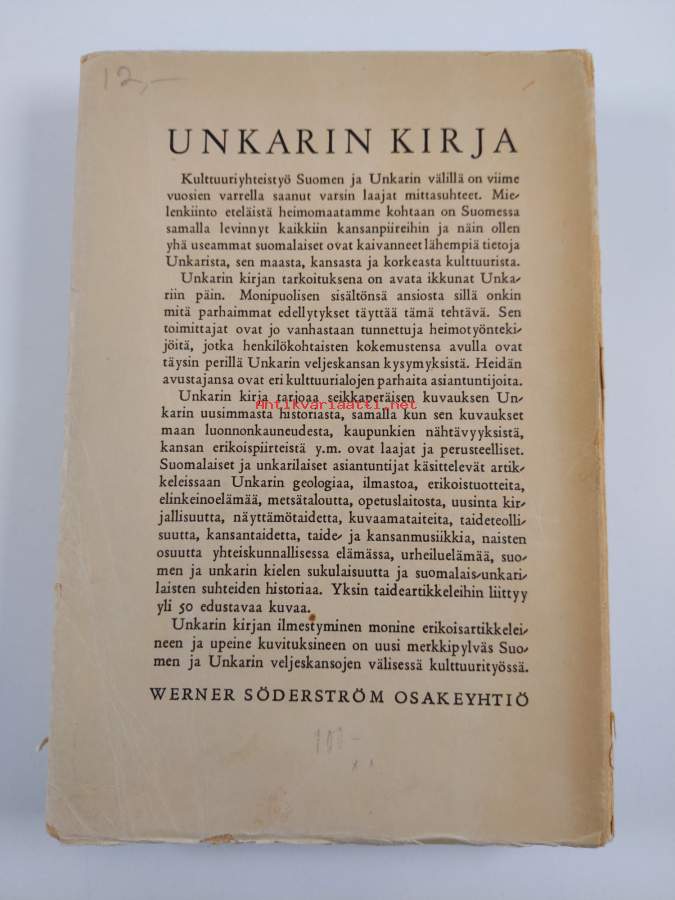 12,—
UNKARIN KIRJA
Kulttuuriyhteistyö Suomen ja Unkarin välillä on viime
vuosien varrella saanut varsin laajat mittasuhteet. Mie-
lenkiinto eteläistä heimomaatamme kohtaan on Suomessa
samalla levinnyt kaikkiin kansanpiireihin ja näin ollen
yhä useammat suomalaiset ovat kaivanneet lähempiä tietoja
Unkarista, sen maasta, kansasta ja korkeasta kulttuurista.
Unkarin kirjan tarkoituksena on avata ikkunat Unka-
riin päin. Monipuolisen sisältönsä ansiosta sillä onkin
mitä parhaimmat edellytykset täyttää tämä tehtävä. Sen
toimittajat ovat jo vanhastaan tunnettuja heimotyönteki-
jöitä, jotka henkilökohtaisten kokemustensa avulla ovat
täysin perillä Unkarin veljeskansan kysymyksistä. Heidän
avustajansa ovat eri kulttuurialojen parhaita asiantuntijoita.
Unkarin kirja tarjoaa seikkaperäisen kuvauksen Un-
Antikvariaatti.net
karin uusimmasta historiasta, samalla kun sen kuvaukset
maan luonnonkauneudesta, kaupunkien nähtävyyksistä,
kansan erikoispiirteistä y.m. ovat laajat ja perusteelliset.
Suomalaiset ja unkarilaiset asiantuntijat käsittelevät artik-
keleissaan Unkarin geologiaa, ilmastoa, erikoistuotteita,
elinkeinoelämää, metsätaloutta, opetuslaitosta, uusinta kir-
jallisuutta, näyttämötaidetta, kuvaamataiteita, taideteolli-
suutta, kansantaidetta, taide- ja kansanmusiikkia, naisten
osuutta yhteiskunnallisessa elämässä, urheiluelämää, suo-
men ja unkarin kielen sukulaisuutta ja suomalais-unkari-
laisten suhteiden historiaa. Yksin taideartikkeleihin liittyy
yli 50 edustavaa kuvaa.
Unkarin kirjan ilmestyminen monine erikoisartikkelei-
neen ja upeine kuvituksineen on uusi merkkipylväs Suo-
men ja Unkarin veljeskansojen välisessä kulttuurityössä.
WERNER SÖDERSTRÖM OSAKEYHTIÖ